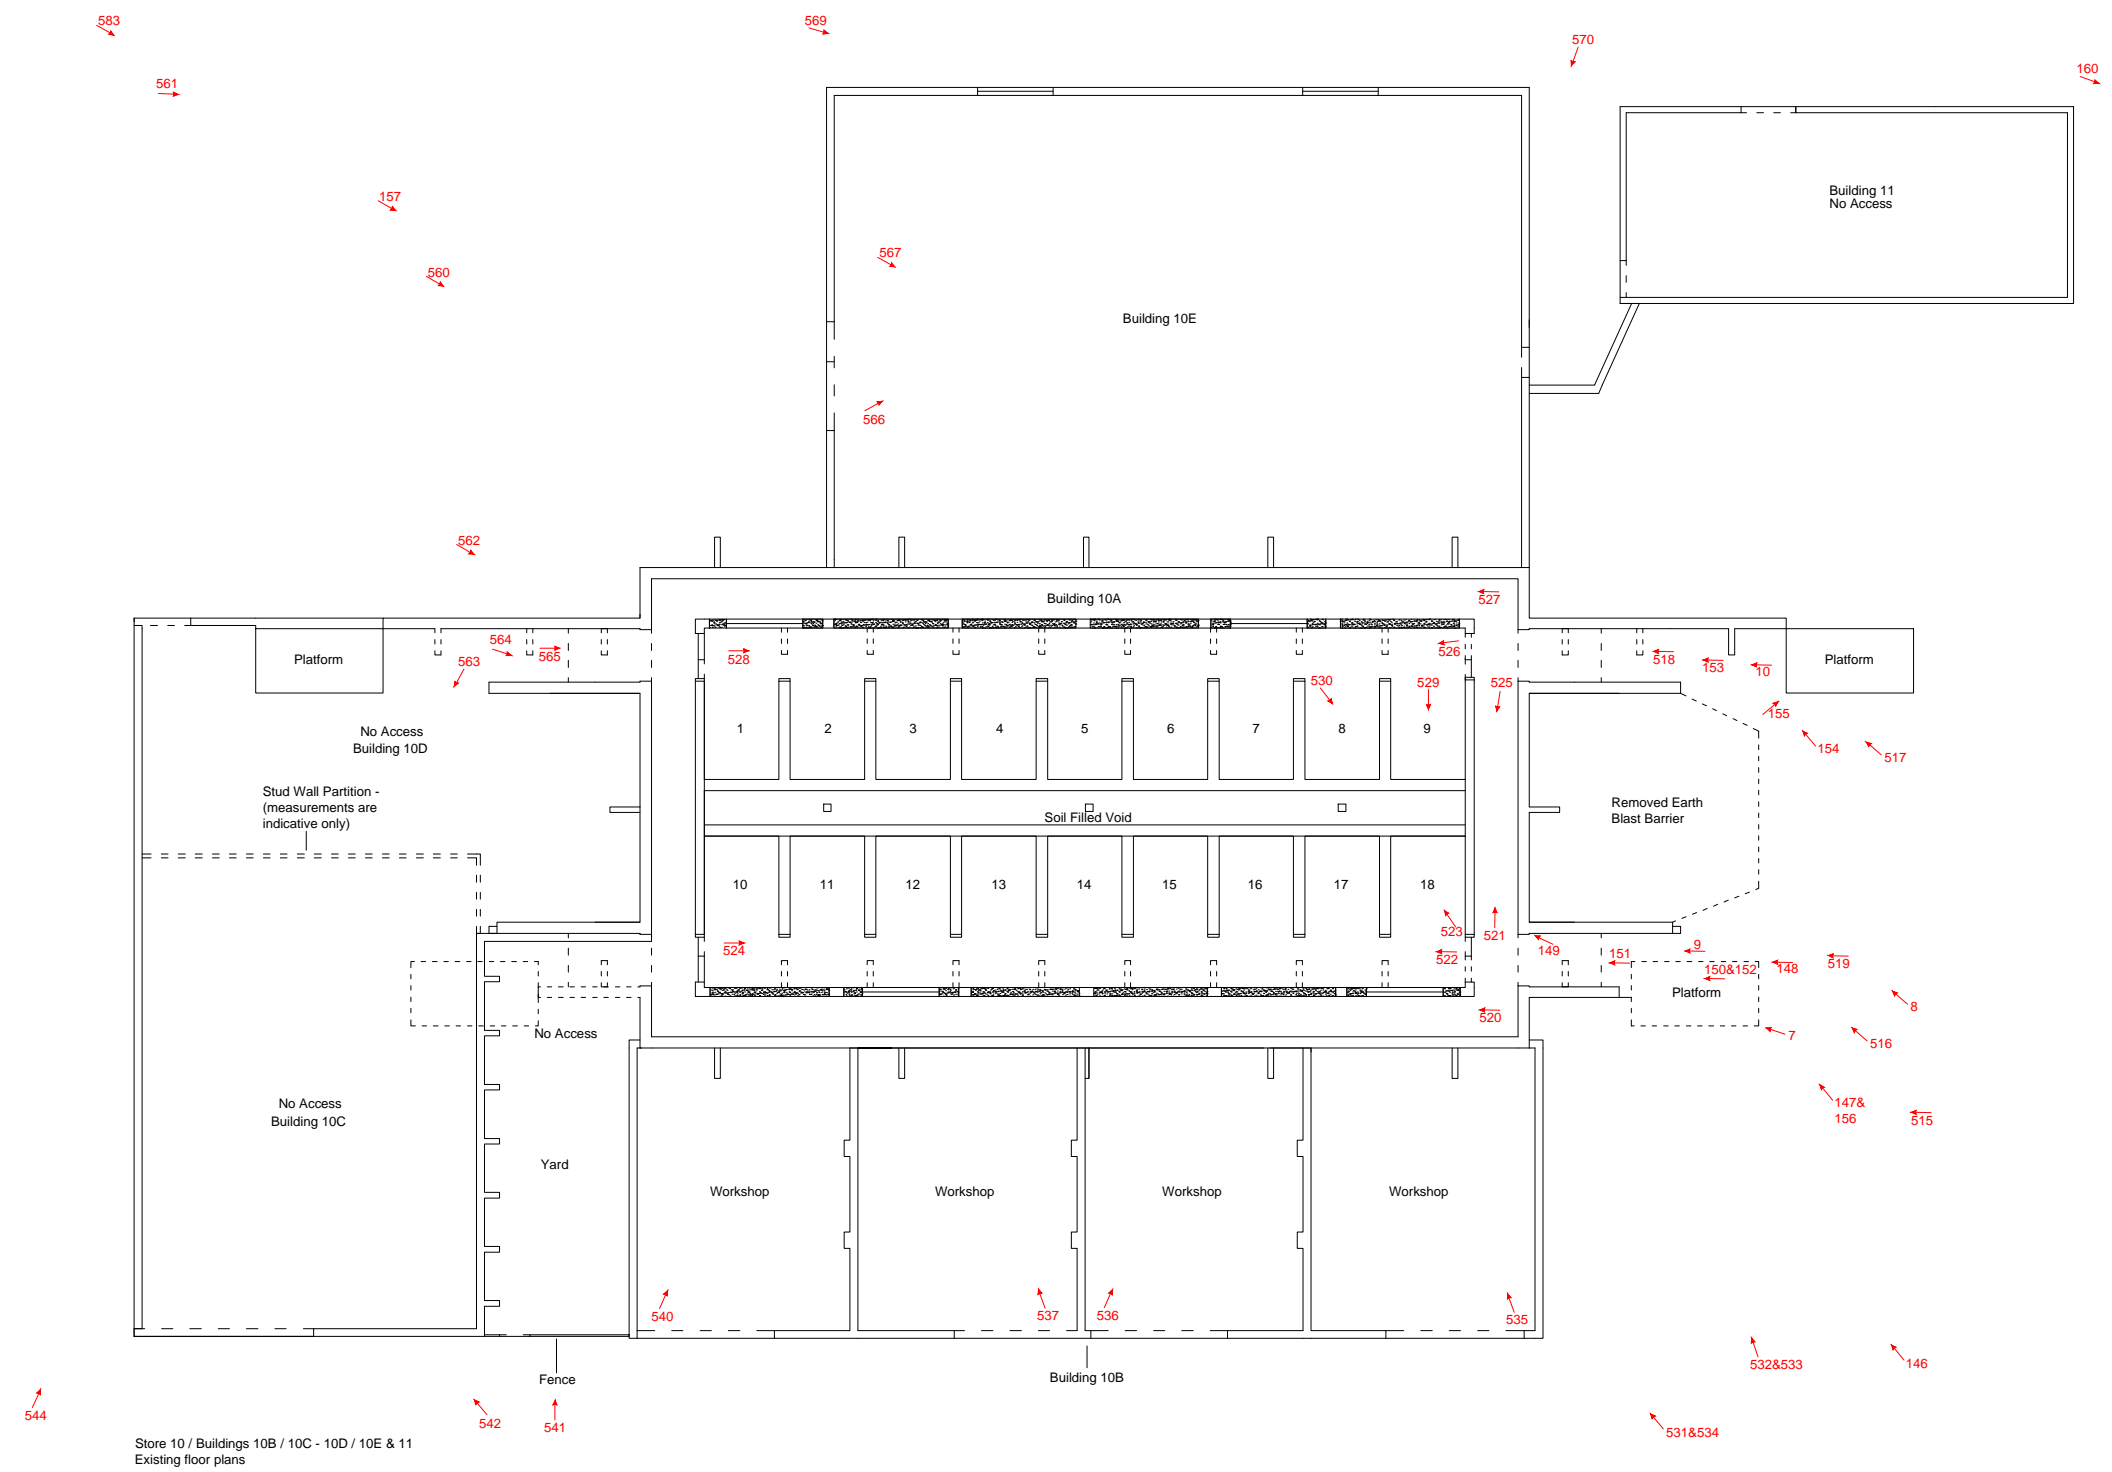 583
569
570
160
561
157
560
567
566
Building 10E
Building 11
No Access
562
Building 10A
527
564
565
563
528
526
530
529
525
518
153
10
155
154
517
Platform
Platform
No Access
Building 10D
1
2
3
4
5
6
7
8
9
Stud Wall Partition -
(measurements are
indicative only)
Soil Filled Void
Removed Earth
Blast Barrier
10
11
12
13
14
15
16
17
18
524
523
522
521
149
151
9
150&152
148
519
Platform
8
520
7
516
No Access
147&
156
515
No Access
Building 10C
Yard
Workshop
Workshop
Workshop
Workshop
540
537
536
535
532&533
146
Fence
Building 10B
544
542
541
531&534
Store 10 / Buildings 10B / 10C - 10D / 10E & 11
Existing floor plans